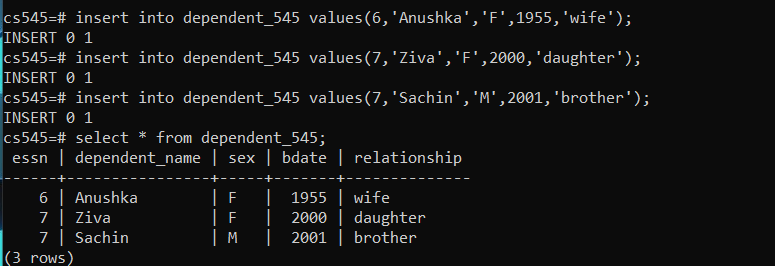 cs545=# insert into dependent_545 values(6,'Anushka','F',1955,'wife');
INSERT 0 1
cs545=# insert into dependent_545 values(7,'Ziva','F',2000,'daughter');
INSERT 0 1
cs545=# insert into dependent_545 values(7,'Sachin','M',2001,'brother');
INSERT 0 1
cs545=# select * from dependent_545;
 essn | dependent_name | sex | bdate | relationship
------+----------------+-----+-------+--------------
    6 | Anushka        | F   |  1955 | wife
    7 | Ziva           | F   |  2000 | daughter
    7 | Sachin         | M   |  2001 | brother
(3 rows)